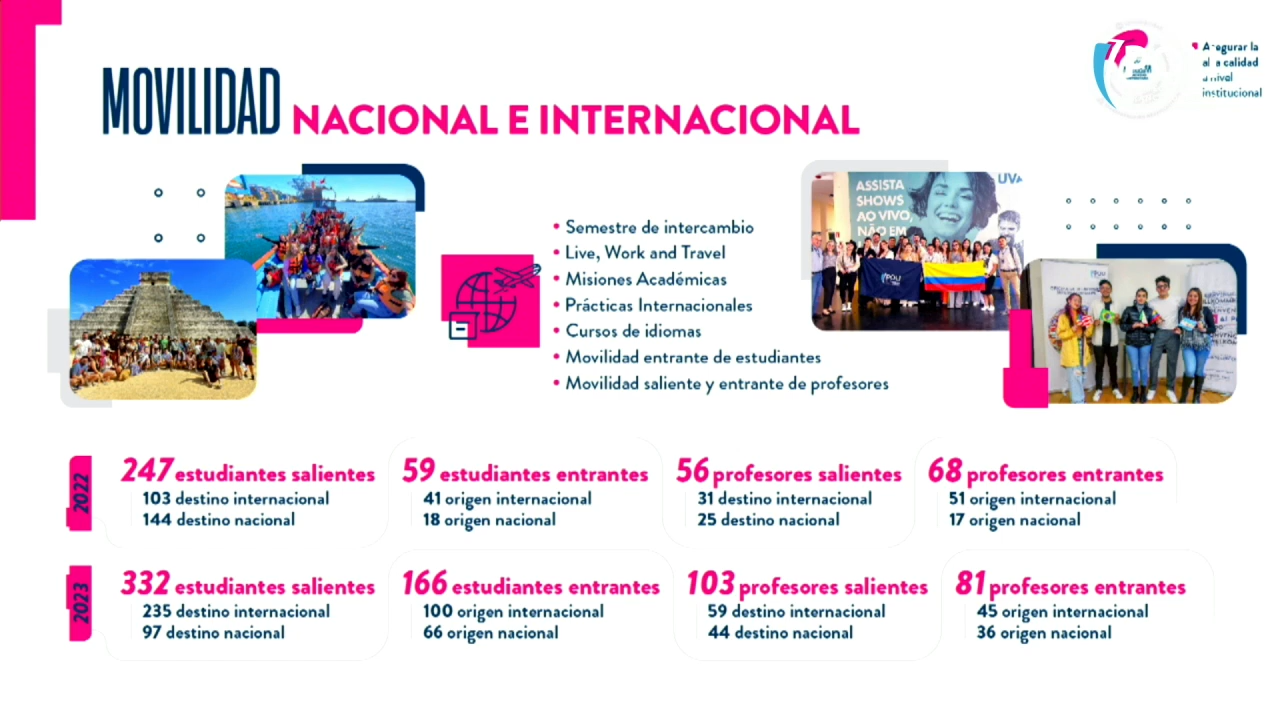 MOVILIDAD NACIONAL E INTERNACIONAL
la
calidad
institucional
• Semestre de intercambio
• Live, Work and Travel
• Misiones Académicas
• Prácticas Internacionales
• Cursos de idiomas
• Movilidad entrante de estudiantes
• Movilidad saliente y entrante de profesores
ASSISTA
SHOWS
AO VIVO,
NÃO EM
POLI
2022
247 estudiantes salientes
103 destino internacional
144 destino nacional
59 estudiantes entrantes
41 origen internacional
18 origen nacional
56 profesores salientes
31 destino internacional
25 destino nacional
68 profesores entrantes
51 origen internacional
17 origen nacional
2023
332 estudiantes salientes
235 destino internacional
97 destino nacional
166 estudiantes entrantes
100 origen internacional
66 origen nacional
103 profesores salientes
59 destino internacional
44 destino nacional
81 profesores entrantes
45 origen internacional
36 origen nacional